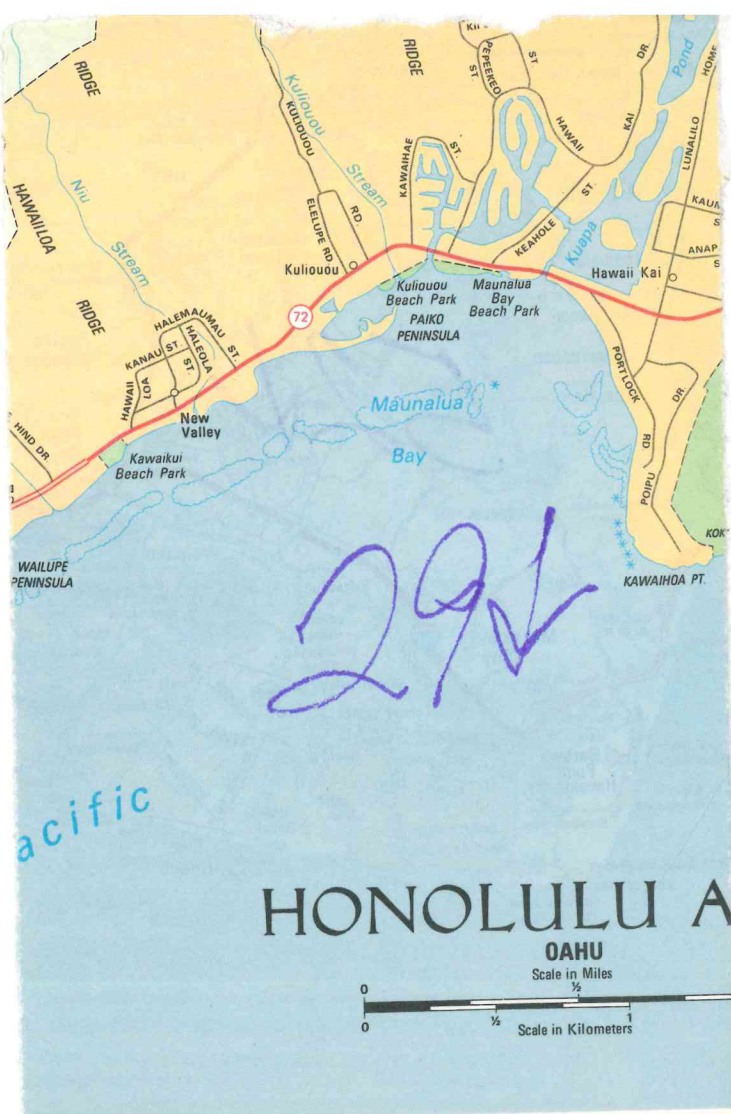 RIDGE
RIDGE
Kuliouou
Stream
KULIOUOU
RD.
ELELUPE RD
Kuliouou
KAWAIHAE
ST.
PEPEEKEO
ST.
ST.
HAWAII
KAI
DR.
Pond
LUNALILO
HOME
HAWAIILOA
RIDGE
Niu
Stream
KEAHOLE
ST.
Kuapa
Hawaii Kai
KAUM
S
ANAP
S
72
Kuliouou
Beach Park
Maunalua
Bay
Beach Park
PAIKO
PENINSULA
HALEMAUMAU ST.
KANAU ST.
HALEOLA
ST.
HAWAII
LOA
New
Valley
HIND DR
Kawaikui
Beach Park
Maunalua
Bay
PORTLOCK
RD
POIPU
DR.
KOK
WAILUPE
PENINSULA
KAWAIHOA PT.
acific
HONOLULU A
OAHU
Scale in Miles
0 ½
0 ½ 1
Scale in Kilometers